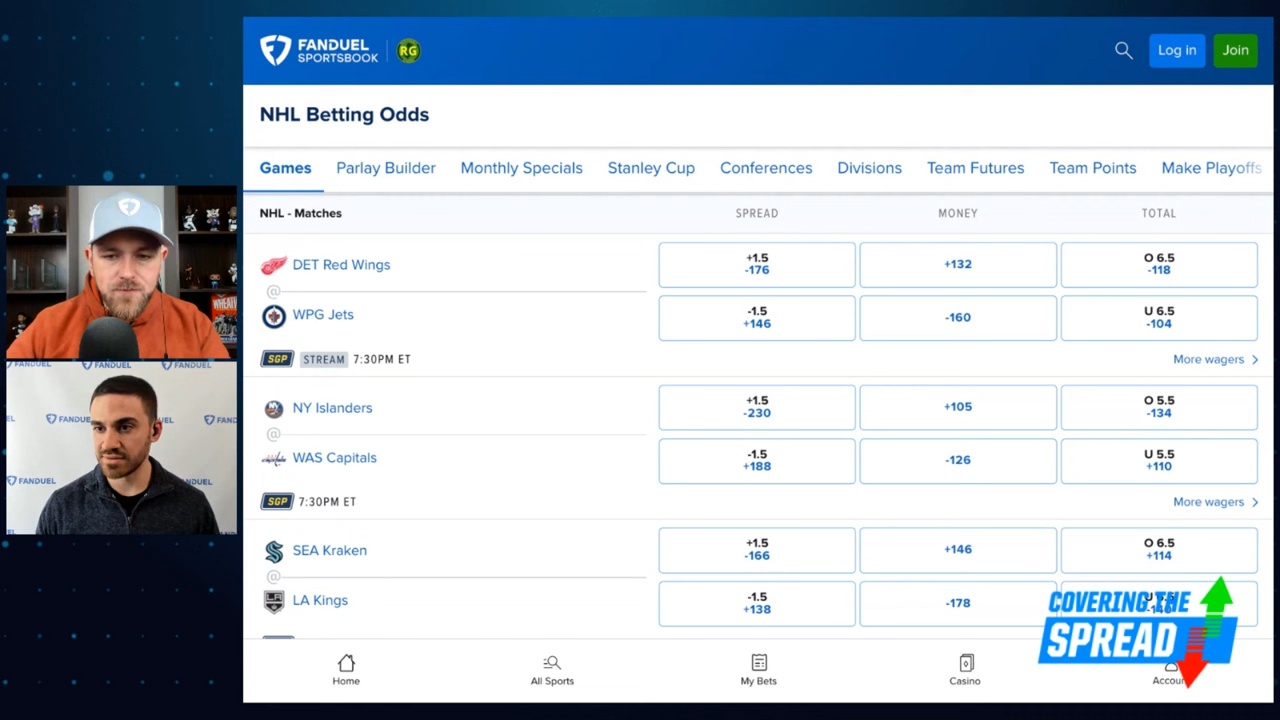 FANDUEL
SPORTSBOOK
RG
Log in
Join
NHL Betting Odds
Games
Parlay Builder
Monthly Specials
Stanley Cup
Conferences
Divisions
Team Futures
Team Points
Make Playoffs
NHL - Matches
SPREAD
MONEY
TOTAL
DET Red Wings
+1.5
-176
+132
O 6.5
-118
@
WPG Jets
-1.5
+146
-160
U 6.5
-104
SGP STREAM 7:30PM ET
More wagers
NY Islanders
+1.5
-230
+105
O 5.5
-134
@
WAS Capitals
-1.5
+188
-126
U 5.5
+110
SGP 7:30PM ET
More wagers
SEA Kraken
+1.5
-166
+146
O 6.5
+114
@
LA Kings
-1.5
+138
-178
COVERING THE
SPREAD
Home
All Sports
My Bets
Casino
FANDUEL
FANDUEL
FANDUEL
FANDUEL